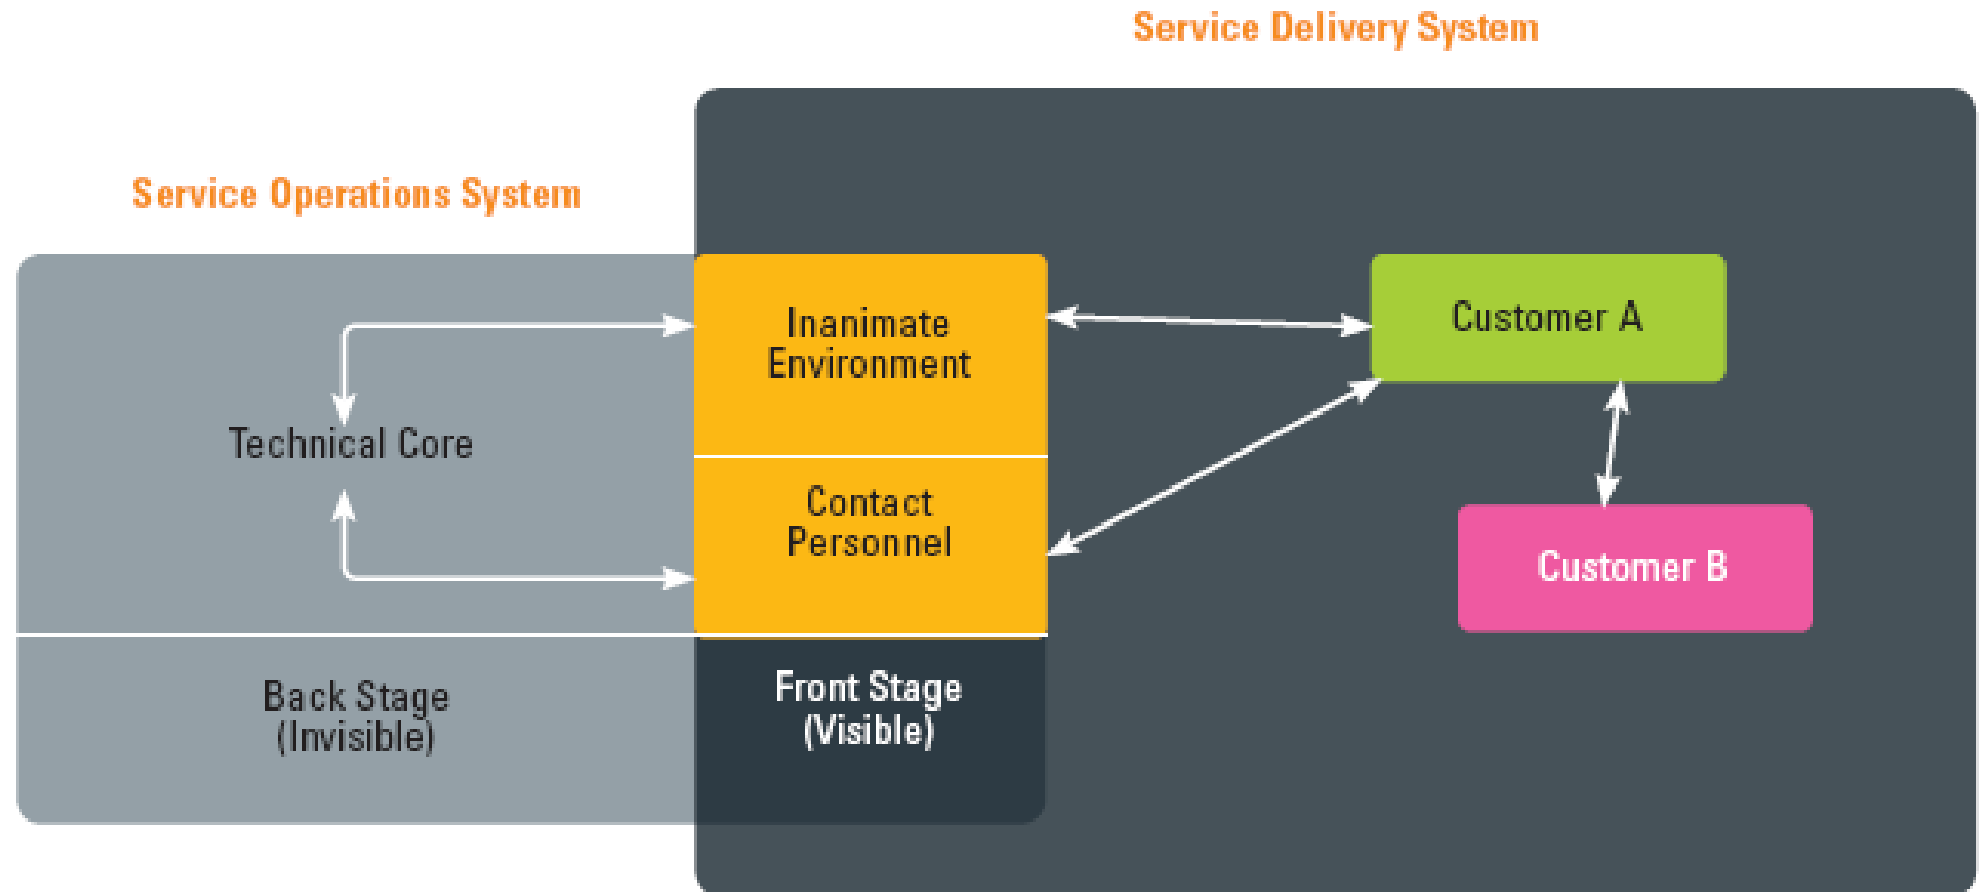 Service Delivery System
Service Operations System
Inanimate
Environment
Customer A
Technical Core
Contact
Personnel
Customer B
Back Stage
(Invisible)
Front Stage
(Visible)